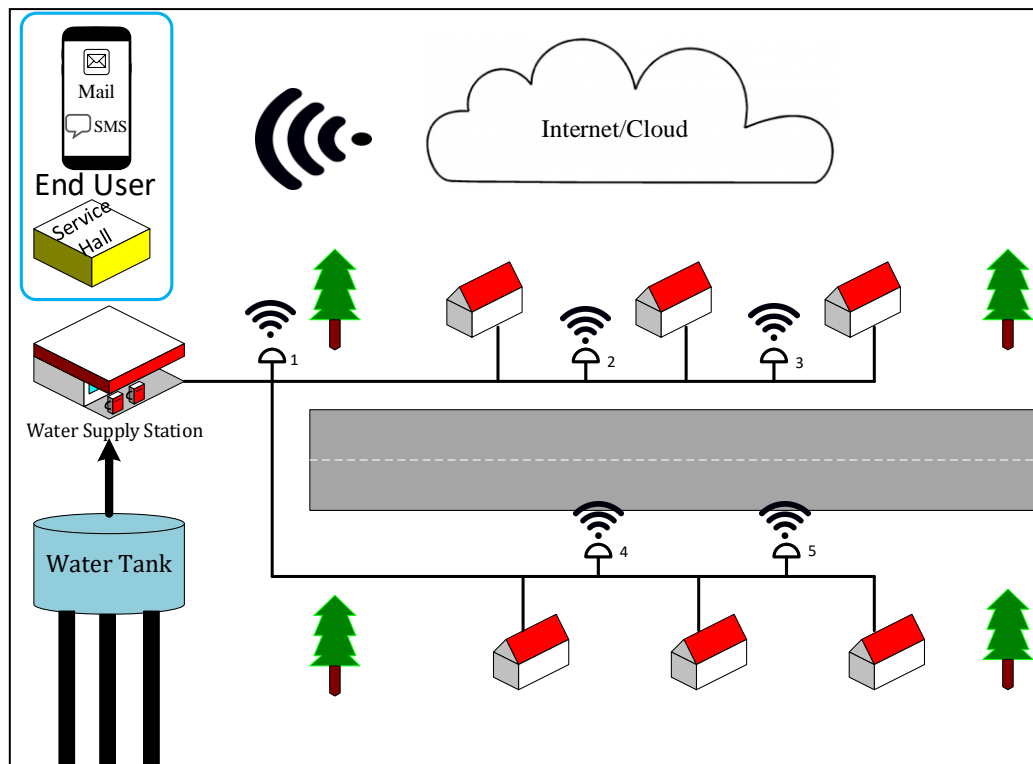 Mail
SMS
End User
Service
Hall
Internet/Cloud
1
2
3
Water Supply Station
4
5
Water Tank